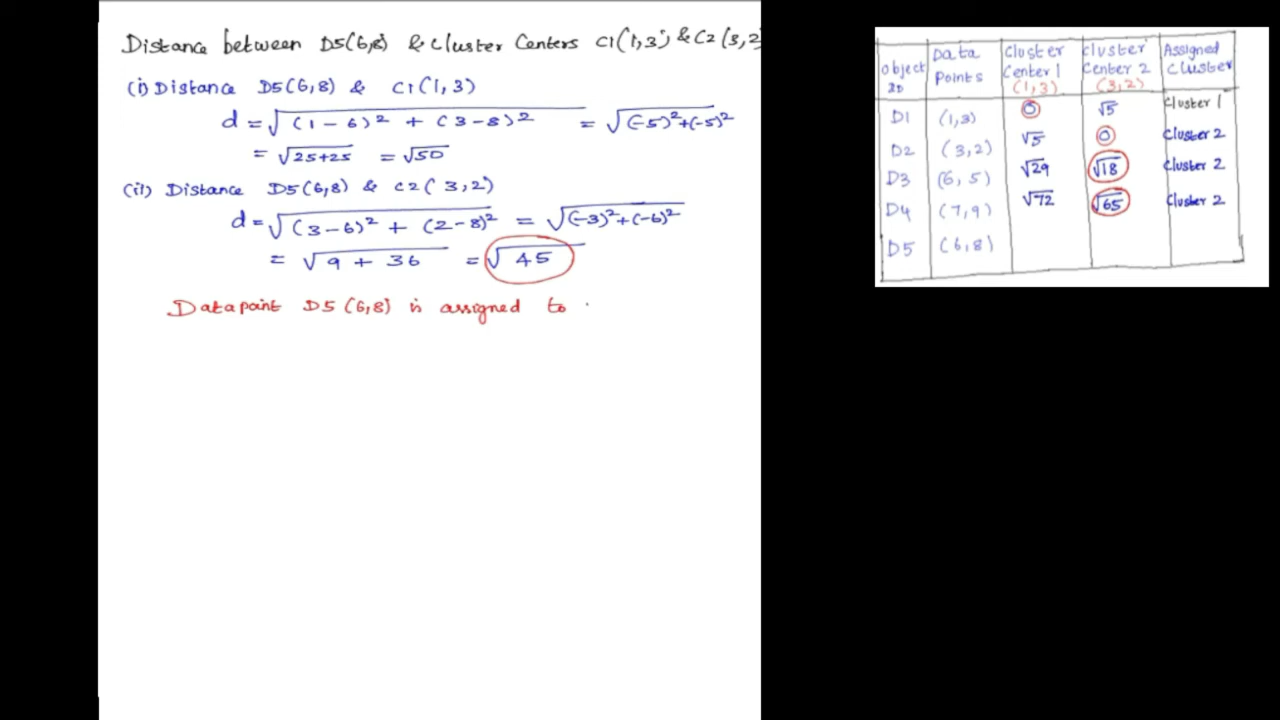 Distance between D5(6,8) & Cluster Centers C1(1,3) & C2(3,2)
(i) Distance D5(6,8) & C1(1,3)
d = √(1-6)² + (3-8)² = √(-5)²+(-5)²
= √25+25 = √50
(ii) Distance D5(6,8) & C2(3,2)
d = √(3-6)² + (2-8)² = √(-3)²+(-6)²
= √9 + 36 = √45
Datapoint D5(6,8) is assigned to
Object ID Data Points Cluster Center 1 (1,3) Cluster Center 2 (3,2) Assigned Cluster
D1 (1,3) 0 √5 Cluster 1
D2 (3,2) √5 0 Cluster 2
D3 (6,5) √29 √18 Cluster 2
D4 (7,9) √72 √65 Cluster 2
D5 (6,8)